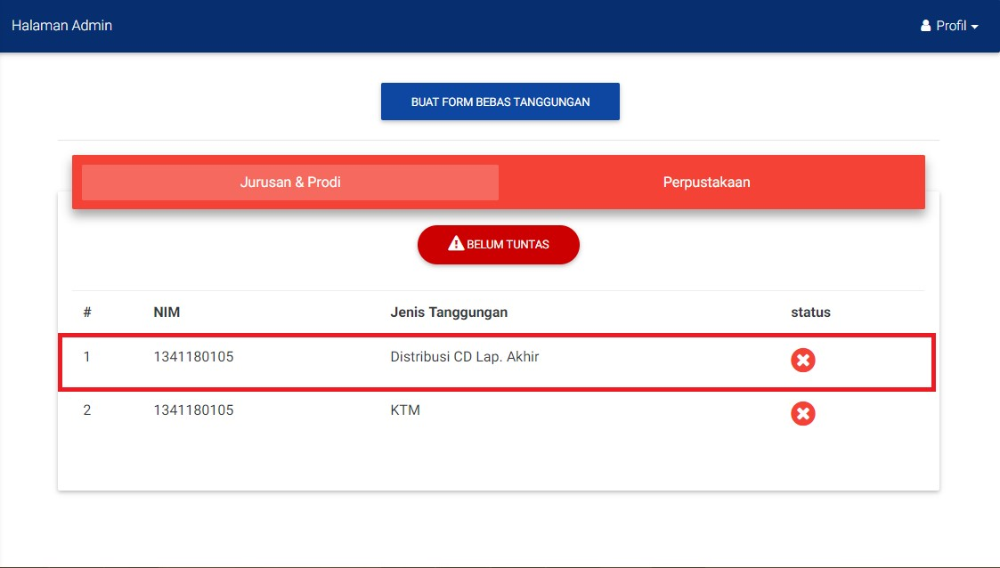 Halaman Admin
Profil
BUAT FORM BEBAS TANGGUNGAN
Jurusan & Prodi
Perpustakaan
BELUM TUNTAS
# NIM Jenis Tanggungan status
1 1341180105 Distribusi CD Lap. Akhir
2 1341180105 KTM